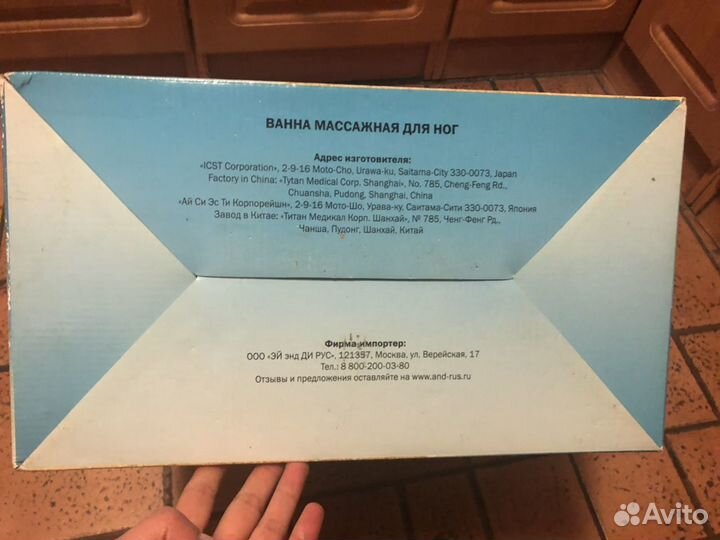 ВАННА МАССАЖНАЯ ДЛЯ НОГ
Адрес изготовителя:
«ICST Corporation», 2-9-16 Moto-Cho, Urawa-ku, Saitama-City 330-0073, Japan
Factory in China: «Tytan Medical Corp. Shanghai», No. 785, Cheng-Feng Rd.,
Chuansha, Pudong, Shanghai, China
«Ай Си Эс Ти Корпорейшн», 2-9-16 Мото-Шо, Урава-ку, Саитама-Сити 330-0073, Япония
Завод в Китае: «Титан Медикал Корп. Шанхай», № 785, Ченг-Фенг Рд.,
Чанша, Пудонг, Шанхай, Китай
Фирма импортер:
ООО «ЭЙ энд ДИ РУС», 121357, Москва, ул. Верейская, 17
Тел.: 8 800-200-03-80
Отзывы и предложения оставляйте на www.and-rus.ru
Avito